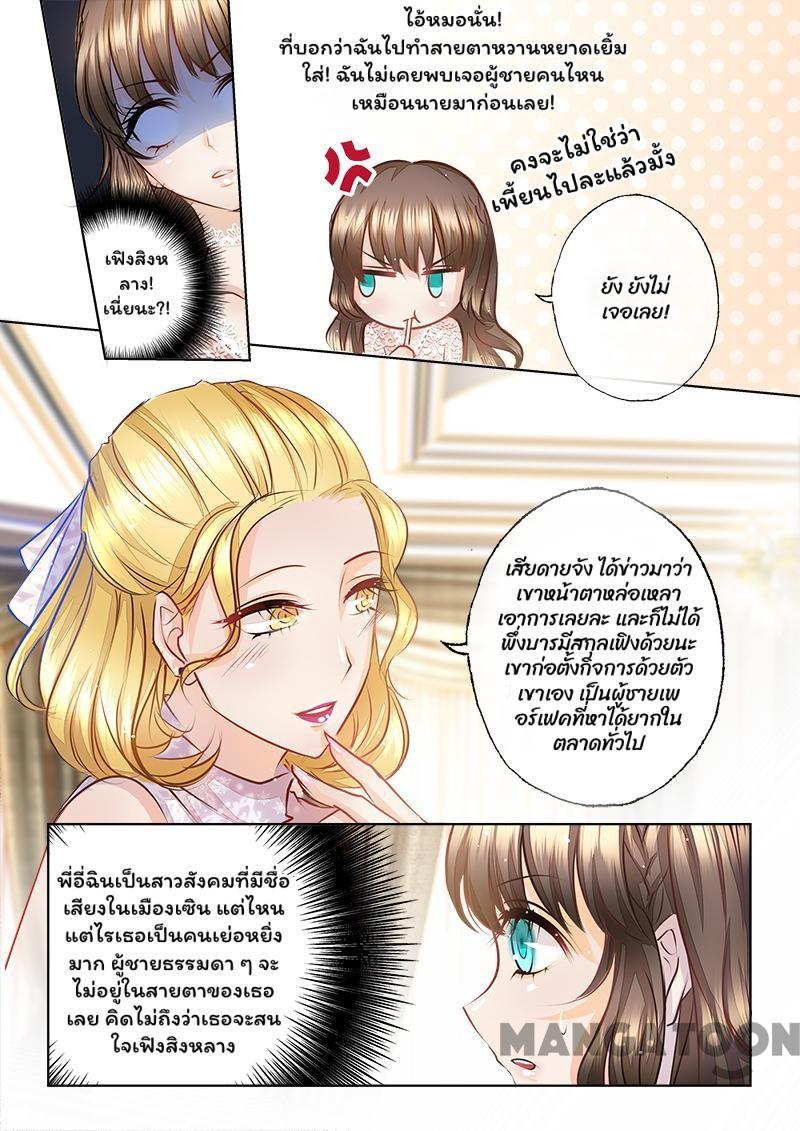 ไอ้หมอนั่น!
ที่บอกว่าฉันไปทำสายตาหวานหยาดเยิ้ม
ใส่! ฉันไม่เคยพบเจอผู้ชายคนไหน
เหมือนนายมาก่อนเลย!
คงจะไม่ใช่ว่า
เพี้ยนไปละแล้วมั้ง
เฟิงสิงห
ลาง!
เนี่ยนะ?!
ยัง ยังไม่
เจอเลย!
เสียดายจัง ได้ข่าวมาว่า
เขาหน้าตาหล่อเหลา
เอาการเลยละ และก็ไม่ได้
พึ่งบารมีสกุลเฟิงด้วยนะ
เขาก่อตั้งกิจการด้วยตัว
เขาเอง เป็นผู้ชายเพ
อร์เฟคที่หาได้ยากใน
ตลาดทั่วไป
พี่อี่ฉินเป็นสาวสังคมที่มีชื่อ
เสียงในเมืองเซิน แต่ไหน
แต่ไรเธอเป็นคนเย่อหยิ่ง
มาก ผู้ชายธรรมดา ๆ จะ
ไม่อยู่ในสายตาของเธอ
เลย คิดไม่ถึงว่าเธอจะสน
ใจเฟิงสิงหลาง
MANGATOON